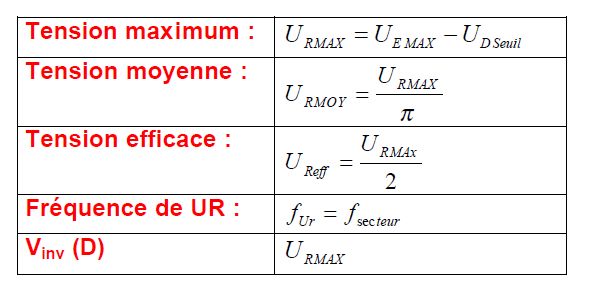 Tension maximum : U_RMAX = U_E MAX − U_D Seuil
Tension moyenne : U_RMOY = U_RMAX / π
Tension efficace : U_Reff = U_RMAx / 2
Fréquence de UR : f_Ur = f_secteur
V_inv (D) U_RMAX